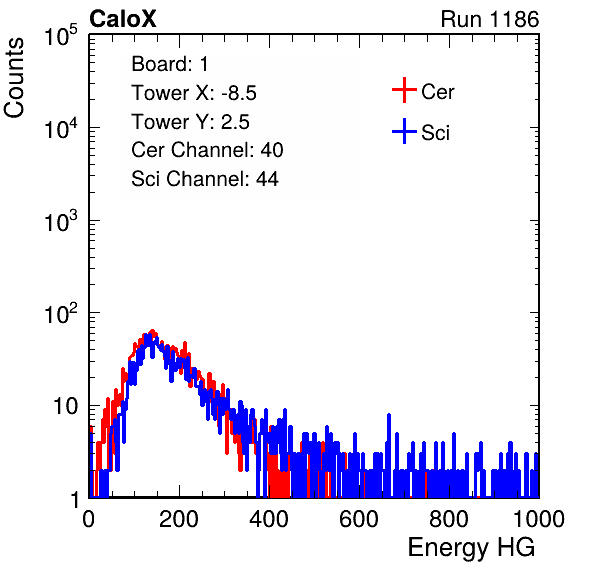 CaloX Run 1186
Counts
Board: 1
Tower X: -8.5
Tower Y: 2.5
Cer Channel: 40
Sci Channel: 44
Cer
Sci
10^5
10^4
10^3
10^2
10
1
0 200 400 600 800 1000
Energy HG